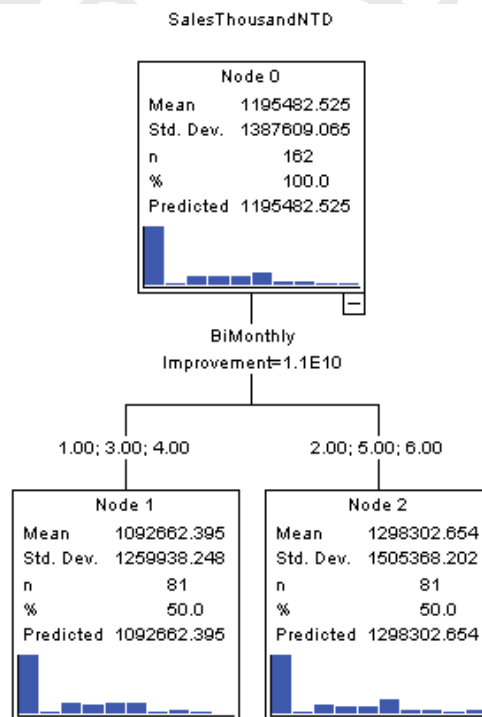 SalesThousandNTD
Node 0
Mean 1195482.525
Std. Dev. 1387609.065
n 162
% 100.0
Predicted 1195482.525
BiMonthly
Improvement=1.1E10
1.00; 3.00; 4.00
2.00; 5.00; 6.00
Node 1
Mean 1092662.395
Std. Dev. 1259938.248
n 81
% 50.0
Predicted 1092662.395
Node 2
Mean 1298302.654
Std. Dev. 1505368.202
n 81
% 50.0
Predicted 1298302.654